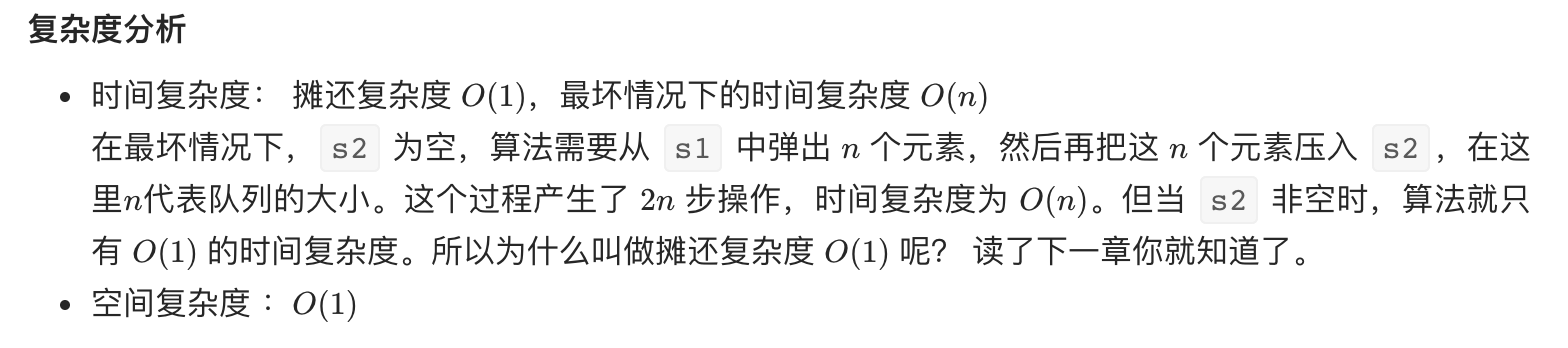 复杂度分析
• 时间复杂度： 摊还复杂度 O(1)，最坏情况下的时间复杂度 O(n)
在最坏情况下， s2 为空，算法需要从 s1 中弹出 n 个元素，然后再把这 n 个元素压入 s2 ，在这
里n代表队列的大小。这个过程产生了 2n 步操作，时间复杂度为 O(n)。但当 s2 非空时，算法就只
有 O(1) 的时间复杂度。所以为什么叫做摊还复杂度 O(1) 呢？ 读了下一章你就知道了。
• 空间复杂度 ：O(1)